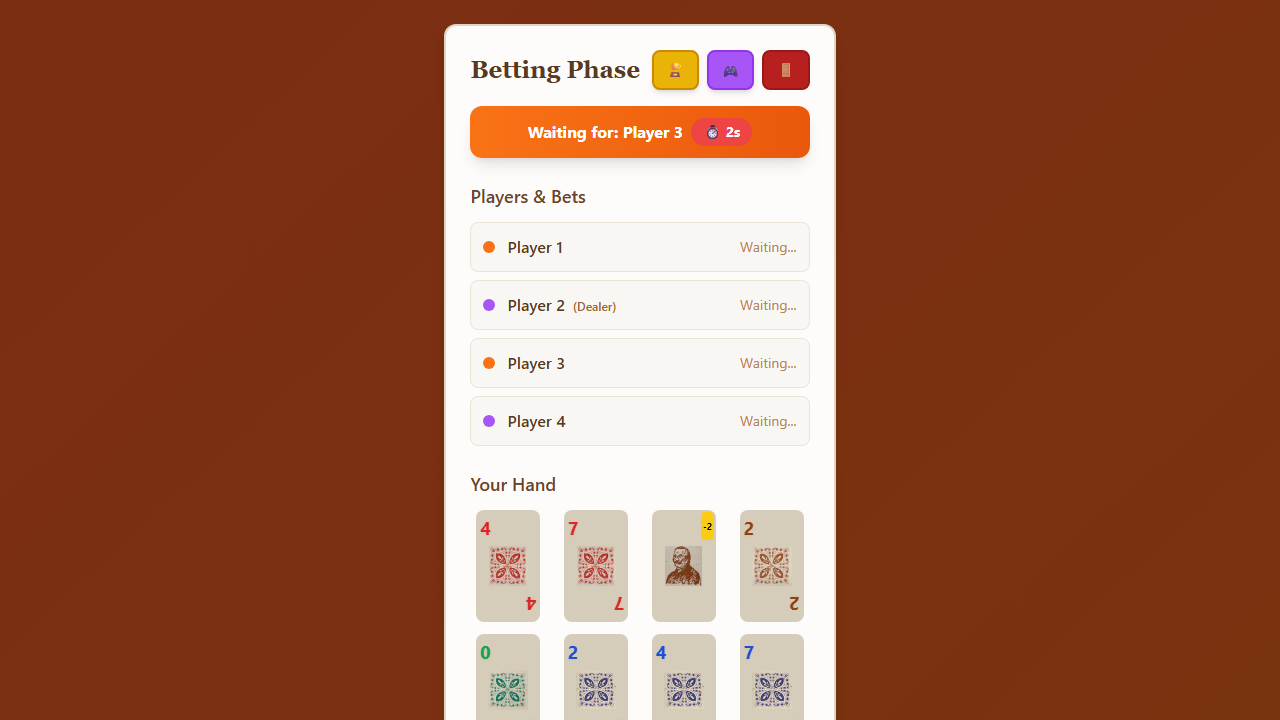 Betting Phase
Waiting for: Player 3 2s
Players & Bets
Player 1 Waiting...
Player 2 (Dealer) Waiting...
Player 3 Waiting...
Player 4 Waiting...
Your Hand
4 7 -2 2
4 7 2
0 2 4 7